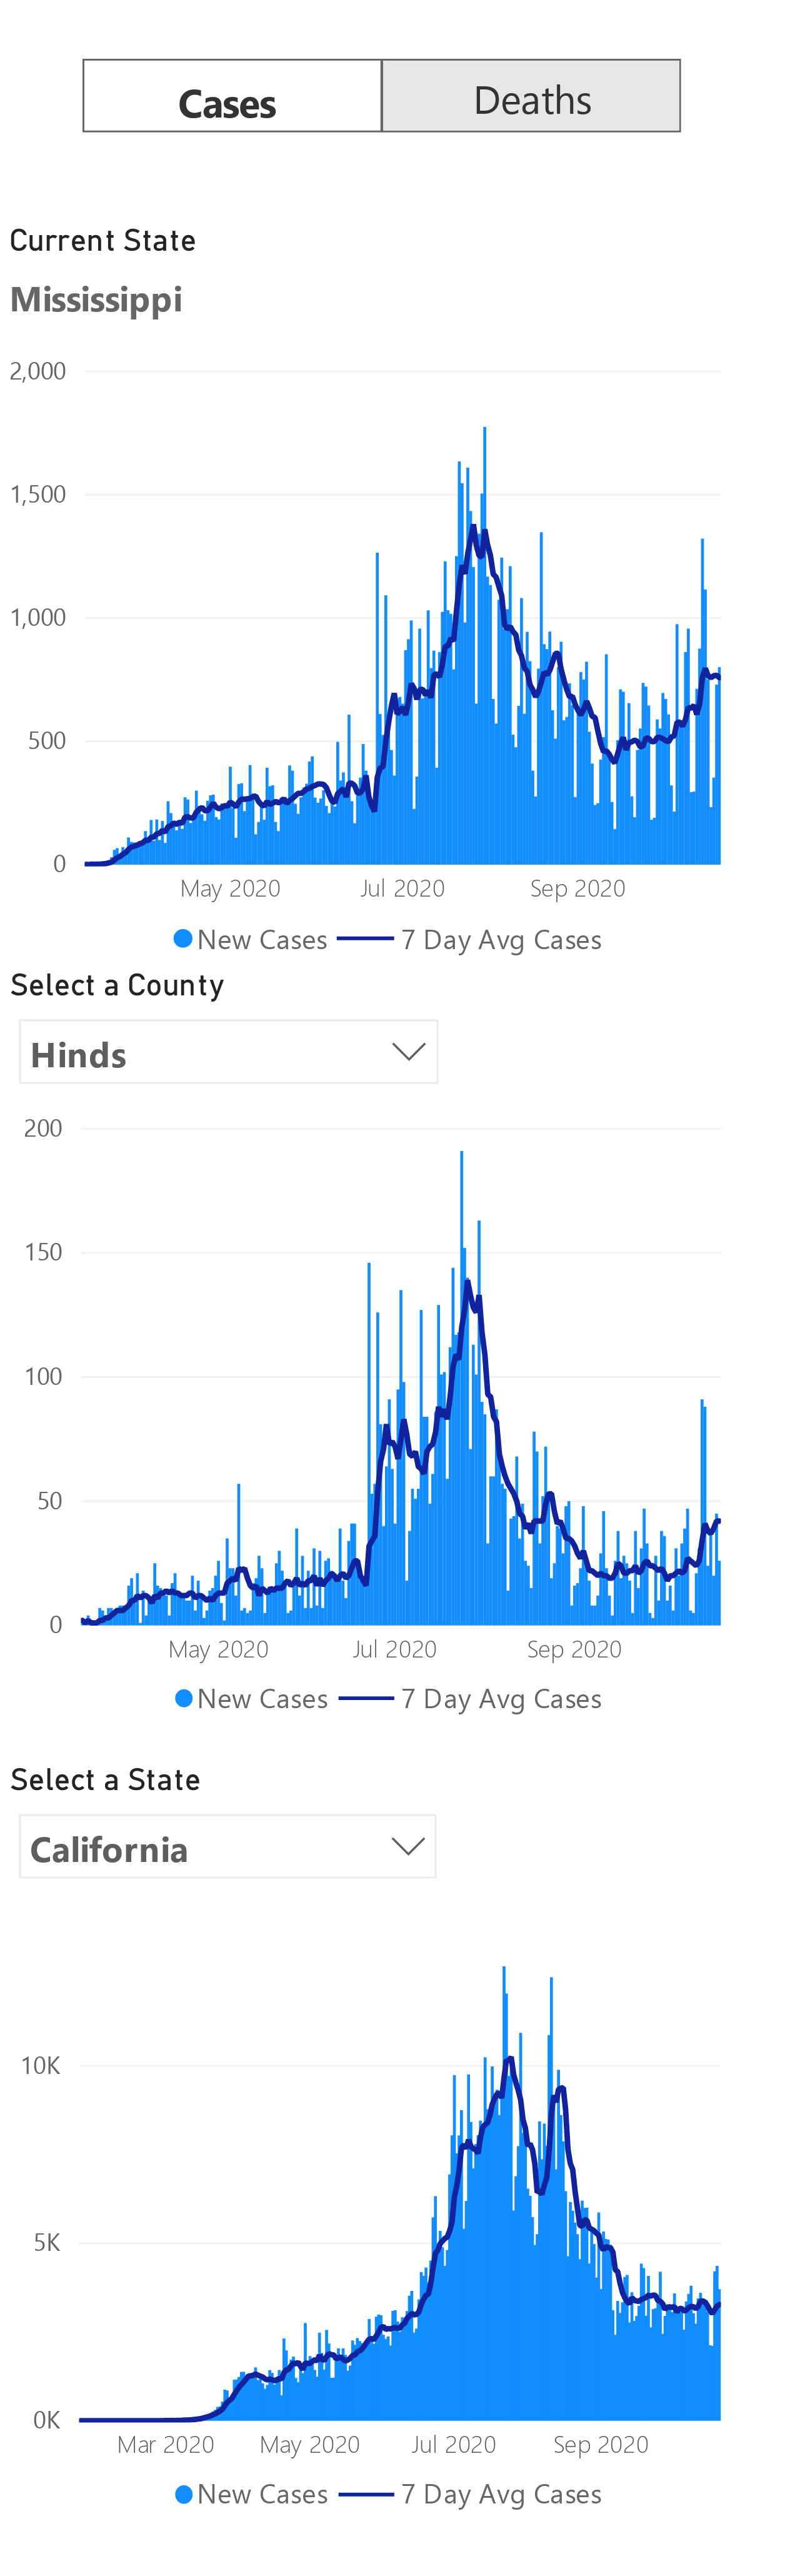 Cases Deaths
Current State
Mississippi
2,000
1,500
1,000
500
0
May 2020 Jul 2020 Sep 2020
New Cases 7 Day Avg Cases
Select a County
Hinds
200
150
100
50
0
May 2020 Jul 2020 Sep 2020
New Cases 7 Day Avg Cases
Select a State
California
10K
5K
0K
Mar 2020 May 2020 Jul 2020 Sep 2020
New Cases 7 Day Avg Cases